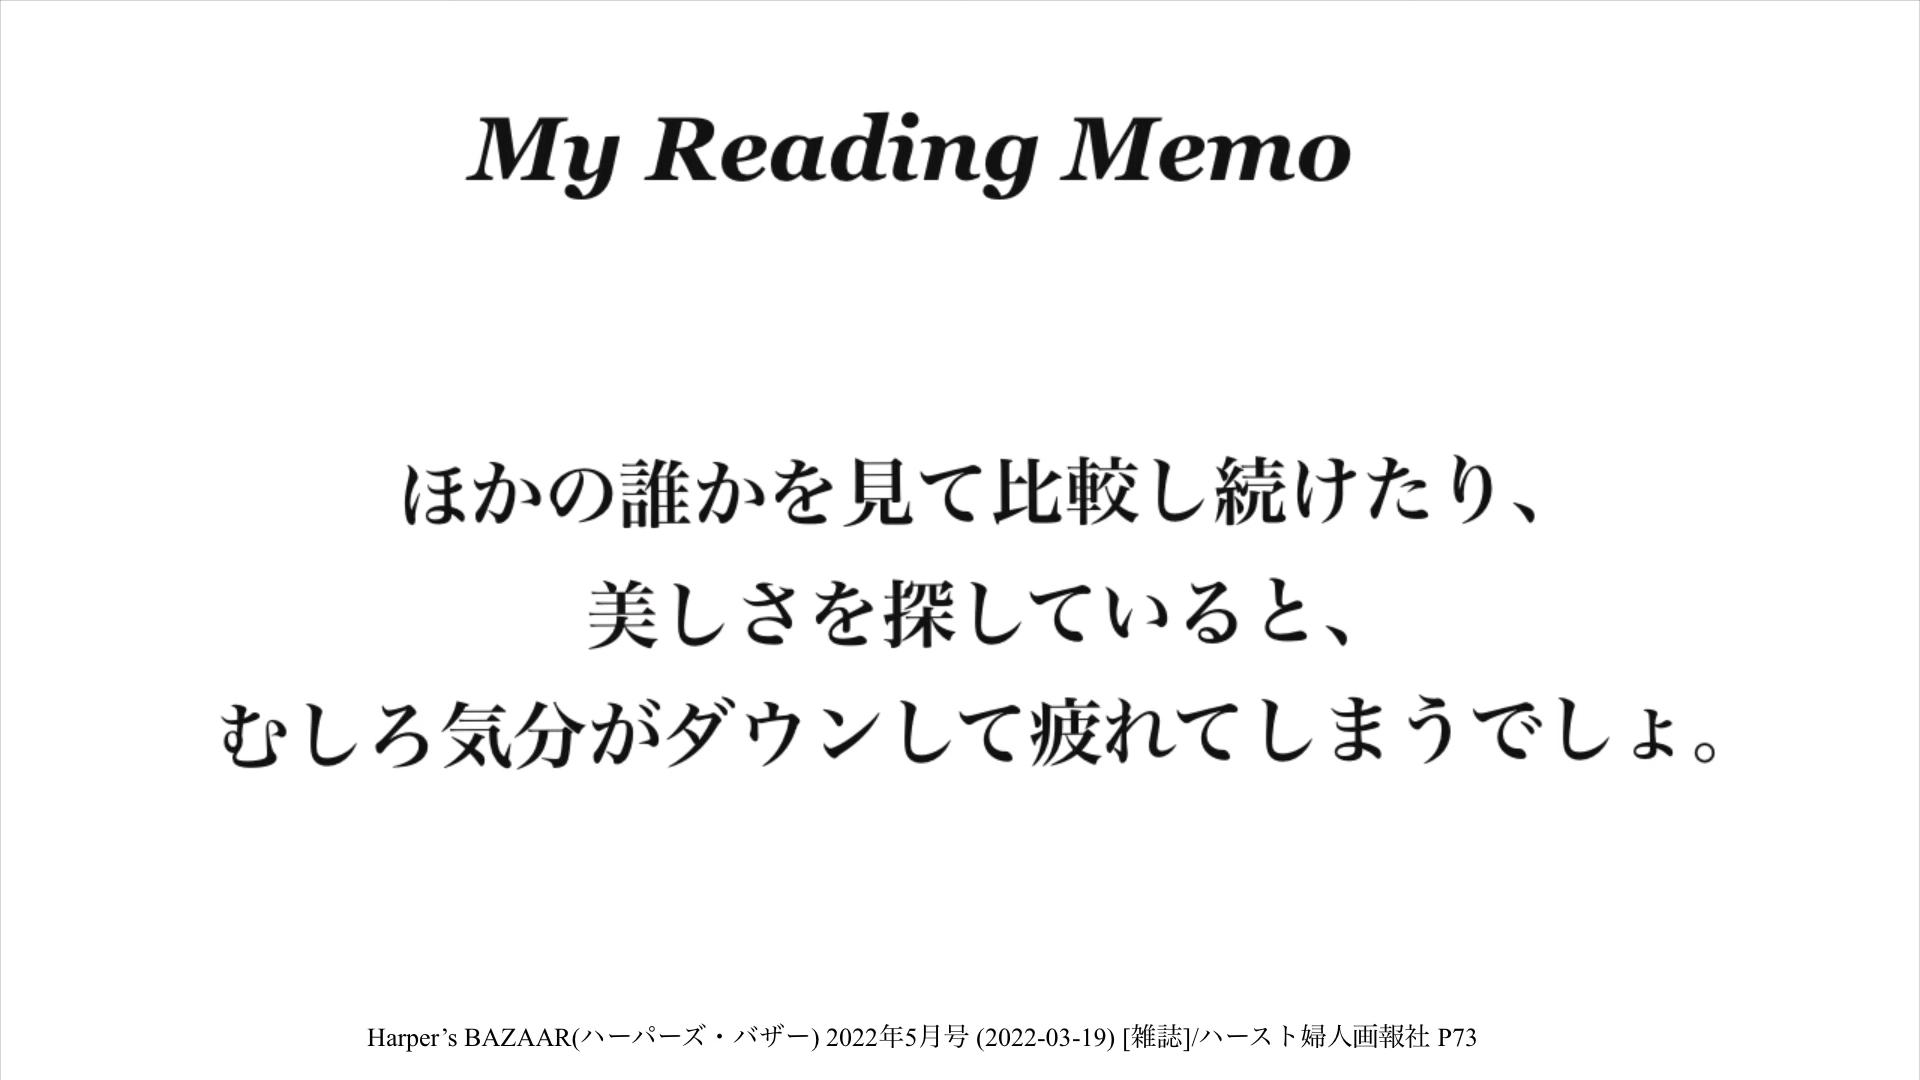 My Reading Memo
ほかの誰かを見て比較し続けたり、
美しさを探していると、
むしろ気分がダウンして疲れてしまうでしょ。
Harper’s BAZAAR(ハーパーズ・バザー) 2022年5月号 (2022-03-19) [雑誌]/ハースト婦人画報社 P73